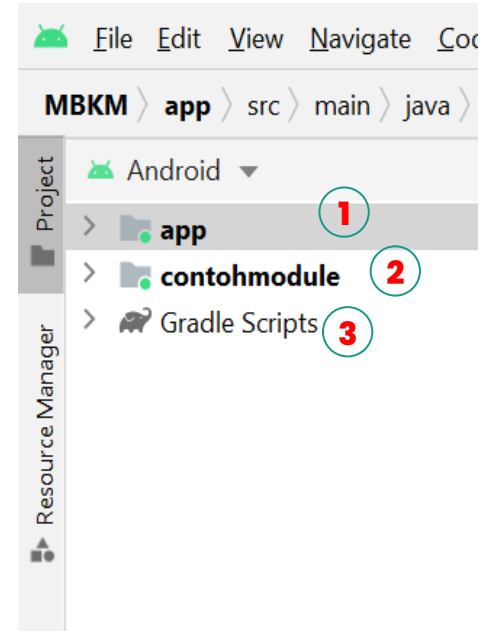 File Edit View Navigate
MBKM app src main java
Project
Android
app 1
contohmodule 2
Gradle Scripts 3
Resource Manager